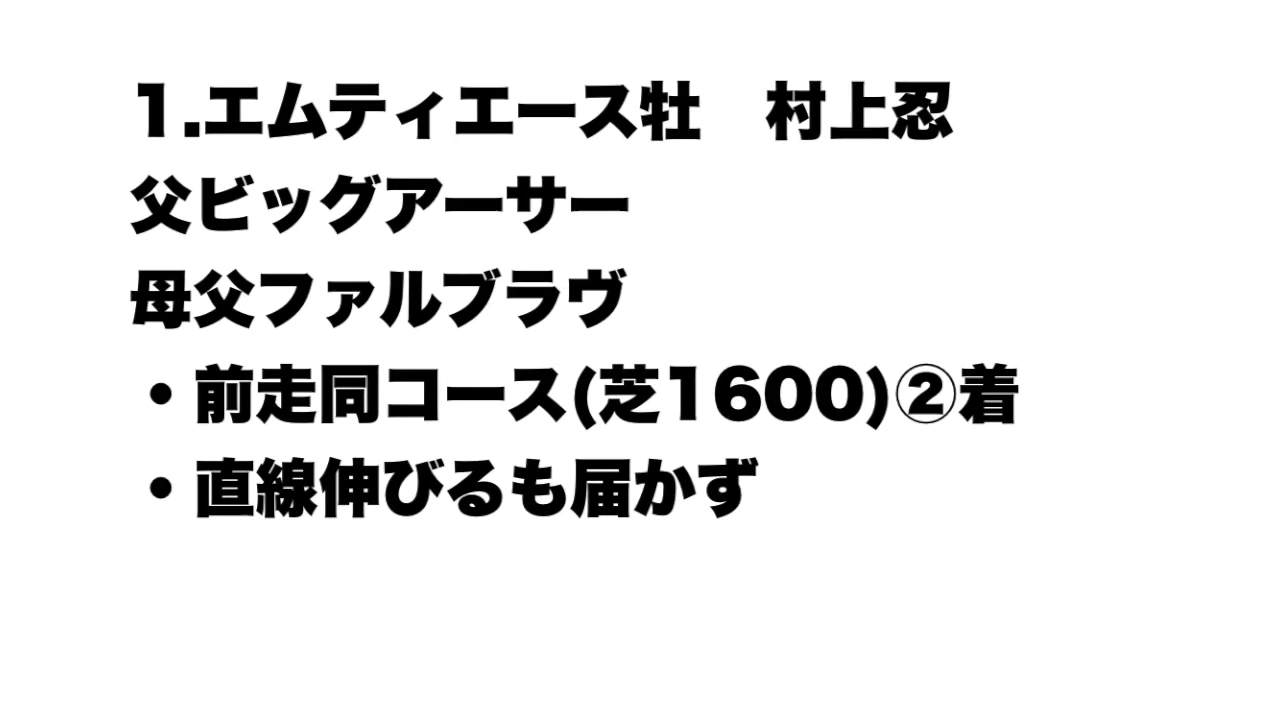 1.エムティエース牡　村上忍
父ビッグアーサー
母父ファルブラヴ
・前走同コース(芝1600)②着
・直線伸びるも届かず